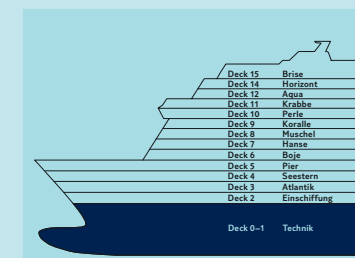 Deck 15 Brise
Deck 14 Horizont
Deck 12 Aqua
Deck 11 Krabbe
Deck 10 Perle
Deck 9 Koralle
Deck 8 Muschel
Deck 7 Hanse
Deck 6 Boje
Deck 5 Pier
Deck 4 Seestern
Deck 3 Atlantik
Deck 2 Einschiffung
Deck 0–1 Technik